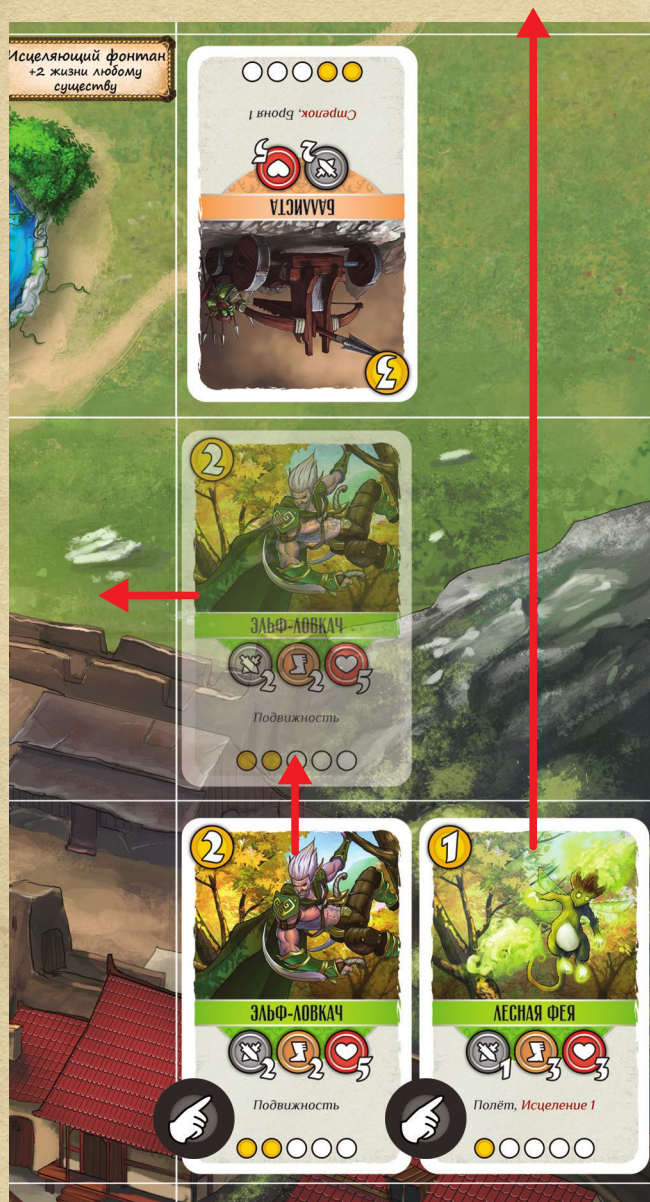 Исцеляющий фонтан
+2 жизни любому
существу
Стрелок, Броня 1
2 5
БАЛЛИСТА
3
2
ЭЛЬФ-ЛОВКАЧ
2 2 5
Подвижность
2
ЭЛЬФ-ЛОВКАЧ
2 2 5
Подвижность
1
ЛЕСНАЯ ФЕЯ
1 3 3
Полёт, Исцеление 1